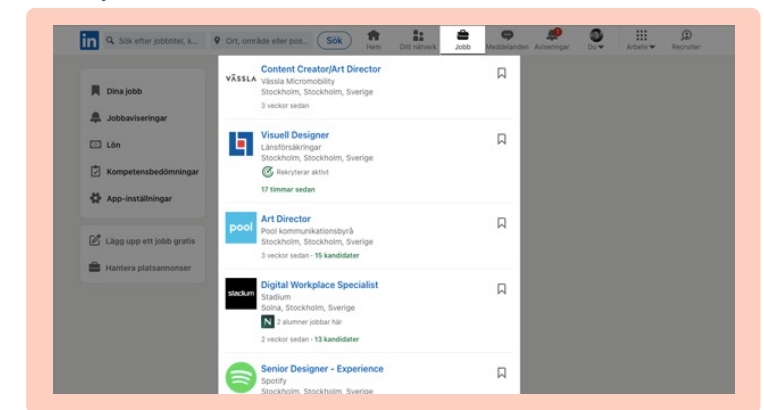 in
Sök efter jobbtitel, k...
Ort, område eller pos...
Sök
Hem
Ditt nätverk
Jobb
Meddelanden
Aviseringar
Du
Arbete
Recruiter
Dina jobb
Jobbaviseringar
Lön
Kompetensbedömningar
App-inställningar
Lägg upp ett jobb gratis
Hantera platsannonser
VÄSSLA
Content Creator/Art Director
Vässla Micromobility
Stockholm, Stockholm, Sverige
3 veckor sedan
Visuell Designer
Länsförsäkringar
Stockholm, Stockholm, Sverige
Rekryterar aktivt
17 timmar sedan
pool
Art Director
Pool kommunikationsbyrå
Stockholm, Stockholm, Sverige
3 veckor sedan · 15 kandidater
stadium
Digital Workplace Specialist
Stadium
Solna, Stockholm, Sverige
N 2 alumner jobbar här
2 veckor sedan · 13 kandidater
Senior Designer - Experience
Spotify
Stockholm, Stockholm, Sverige